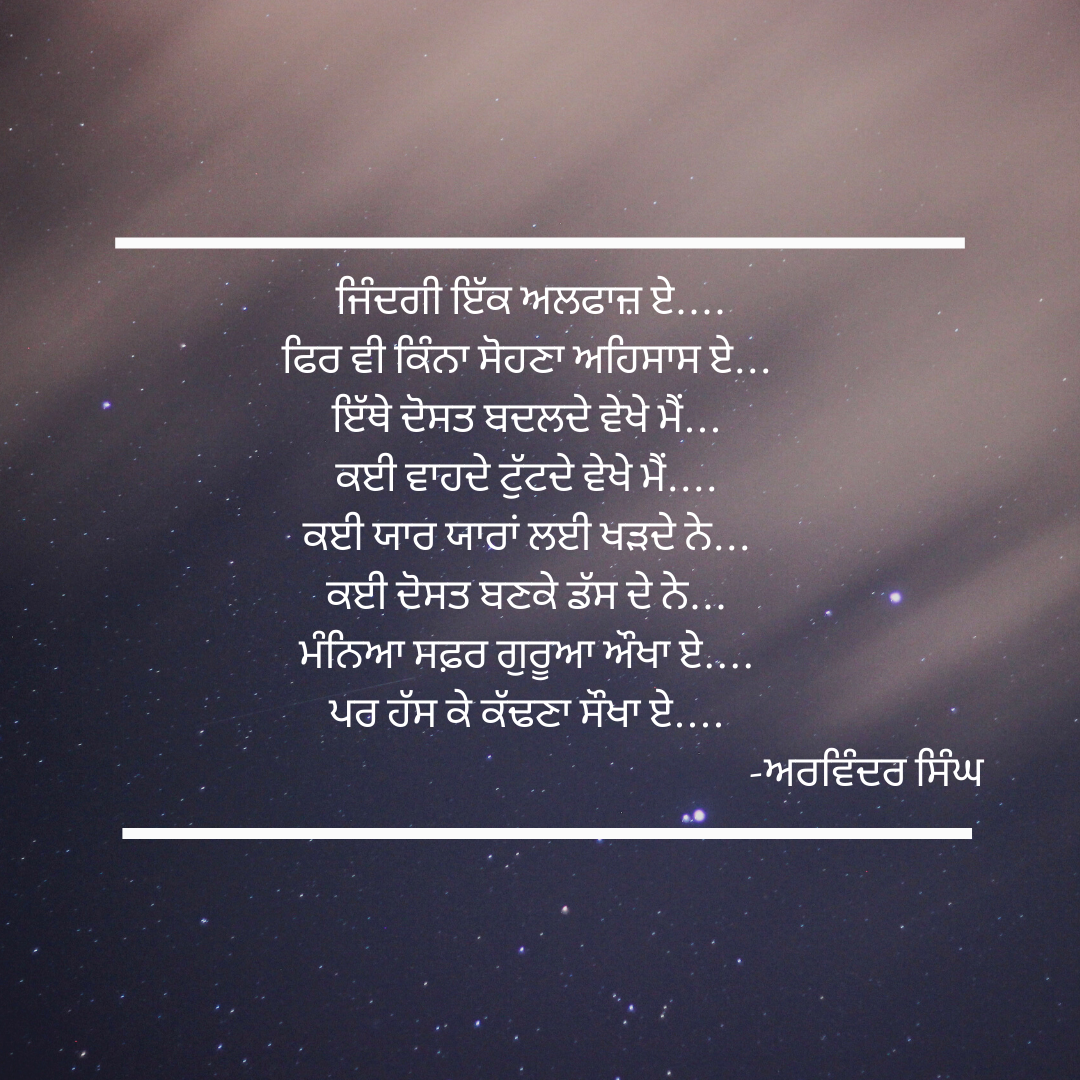 ਜਿੰਦਗੀ ਇੱਕ ਅਲਫਾਜ਼ ਏ....
ਫਿਰ ਵੀ ਕਿੰਨਾ ਸੋਹਣਾ ਅਹਿਸਾਸ ਏ...
ਇੱਥੇ ਦੋਸਤ ਬਦਲਦੇ ਵੇਖੇ ਮੈਂ...
ਕਈ ਵਾਹਦੇ ਟੁੱਟਦੇ ਵੇਖੇ ਮੈਂ....
ਕਈ ਯਾਰ ਯਾਰਾਂ ਲਈ ਖੜਦੇ ਨੇ...
ਕਈ ਦੋਸਤ ਬਣਕੇ ਡੱਸ ਦੇ ਨੇ...
ਮੰਨਿਆ ਸਫ਼ਰ ਗੁਰੂਆ ਔਖਾ ਏ....
ਪਰ ਹੱਸ ਕੇ ਕੱਢਣਾ ਸੌਖਾ ਏ....
-ਅਰਵਿੰਦਰ ਸਿੰਘ